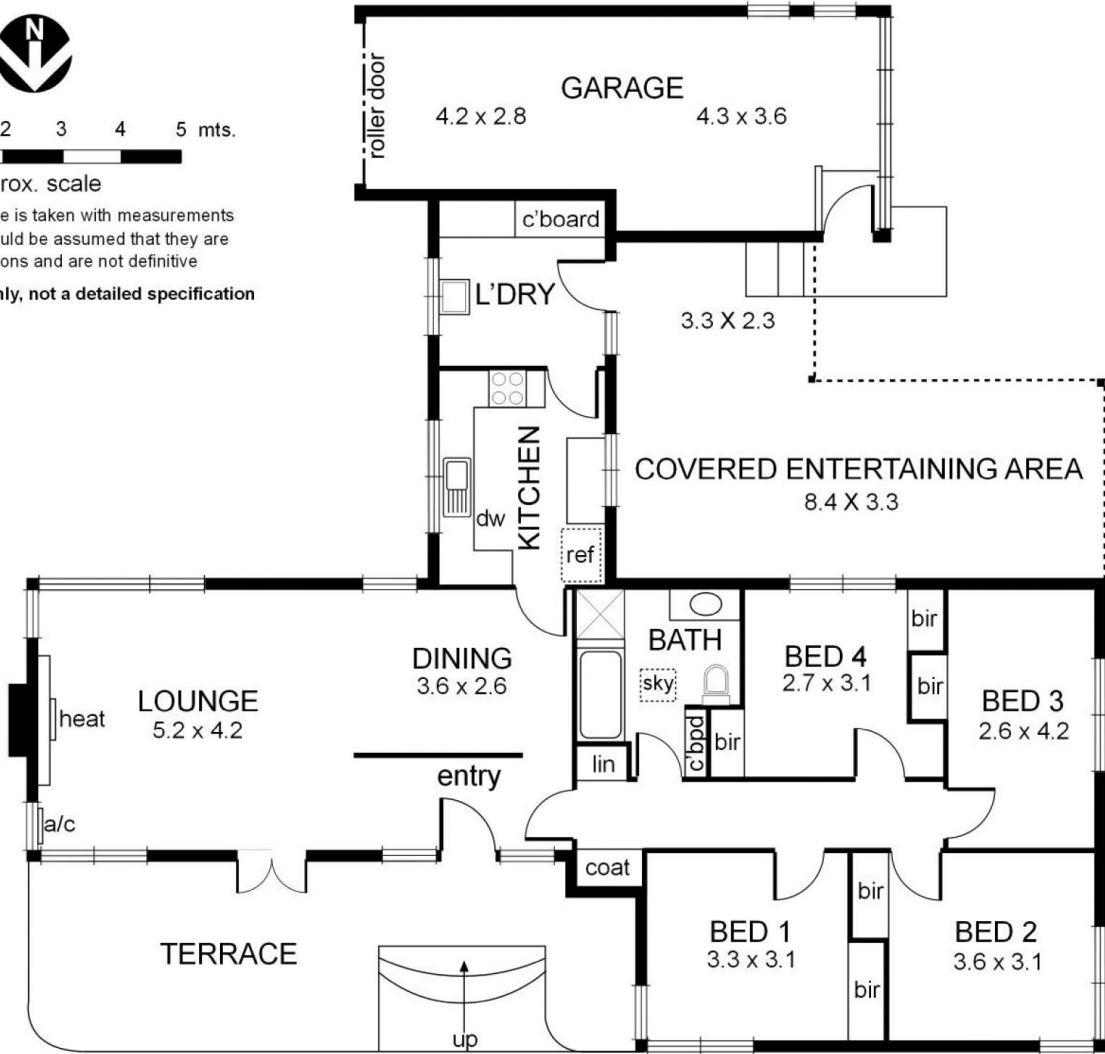 N
2 3 4 5 mts.
rox. scale
e is taken with measurements
uld be assumed that they are
ons and are not definitive
nly, not a detailed specification
roller door
GARAGE
4.2 x 2.8
4.3 x 3.6
c'board
L'DRY
3.3 X 2.3
KITCHEN
dw
ref
COVERED ENTERTAINING AREA
8.4 X 3.3
LOUNGE
5.2 x 4.2
heat
a/c
DINING
3.6 x 2.6
entry
BATH
sky
lin
c'bpd
bir
BED 4
2.7 x 3.1
bir
bir
BED 3
2.6 x 4.2
coat
TERRACE
up
BED 1
3.3 x 3.1
bir
bir
BED 2
3.6 x 3.1